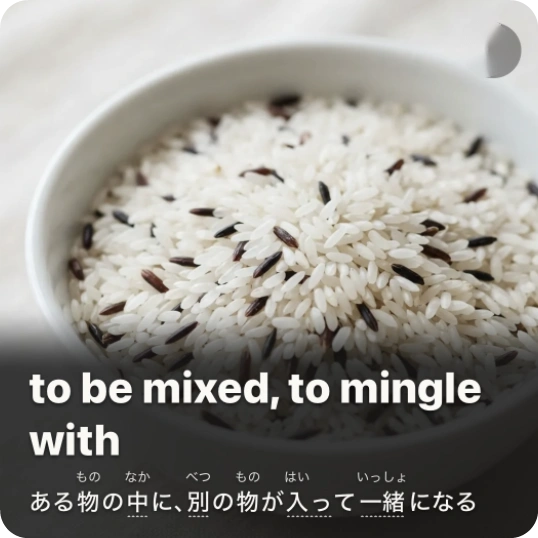 to be mixed, to mingle
with
もの なか べつ もの はい いっしょ
ある物の中に、別の物が入って一緒になる